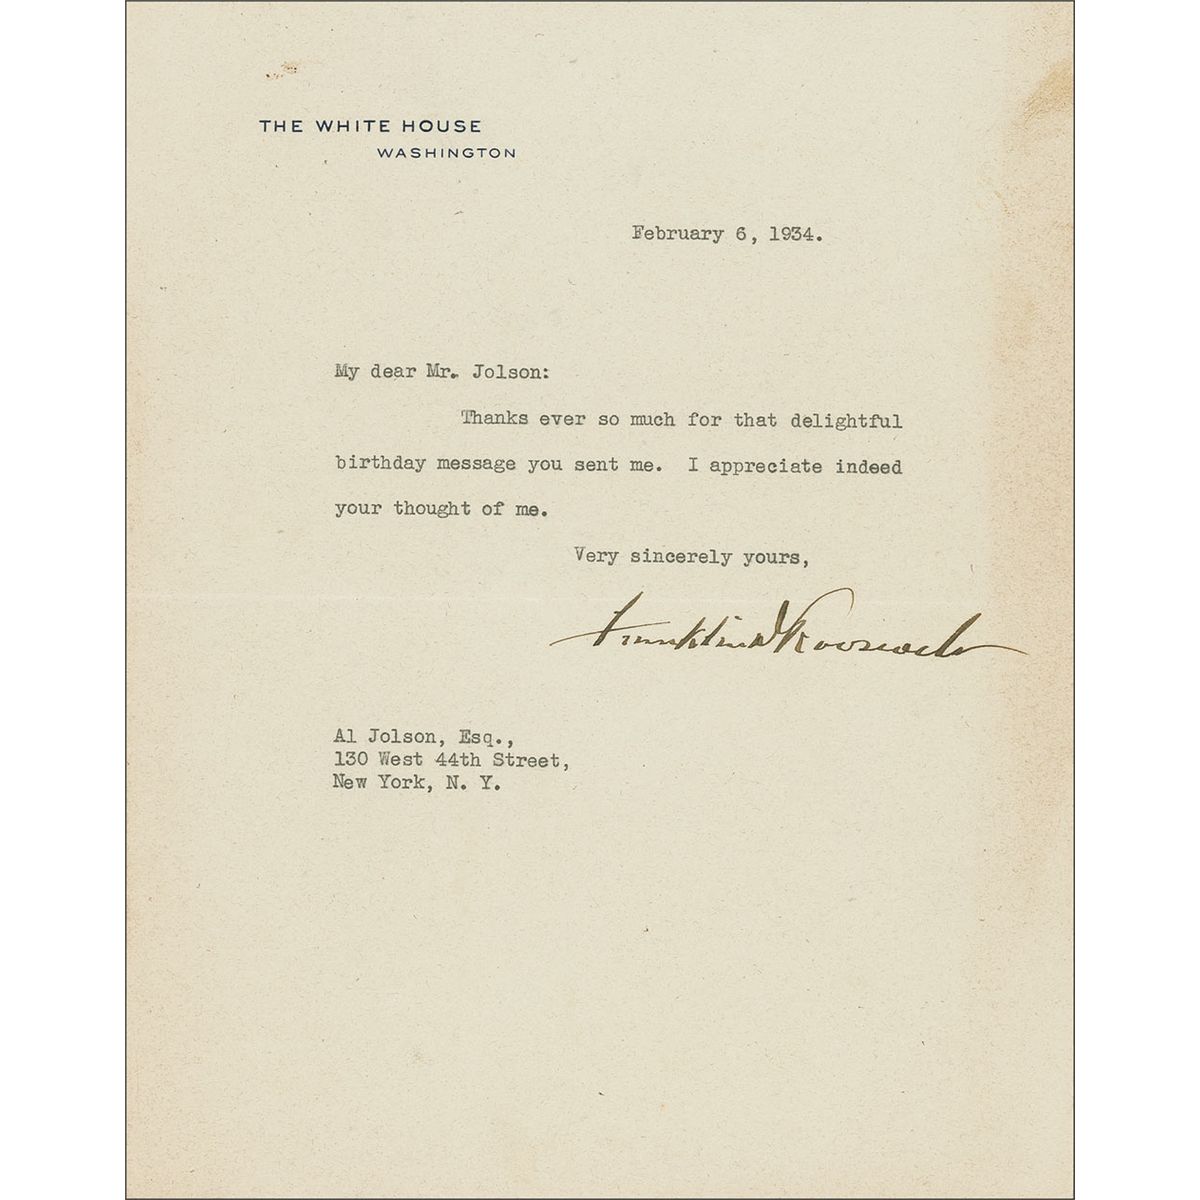 THE WHITE HOUSE
WASHINGTON
February 6, 1934.
My dear Mr. Jolson:
Thanks ever so much for that delightful
birthday message you sent me. I appreciate indeed
your thought of me.
Very sincerely yours,
Franklin D Roosevelt
Al Jolson, Esq.,
130 West 44th Street,
New York, N. Y.